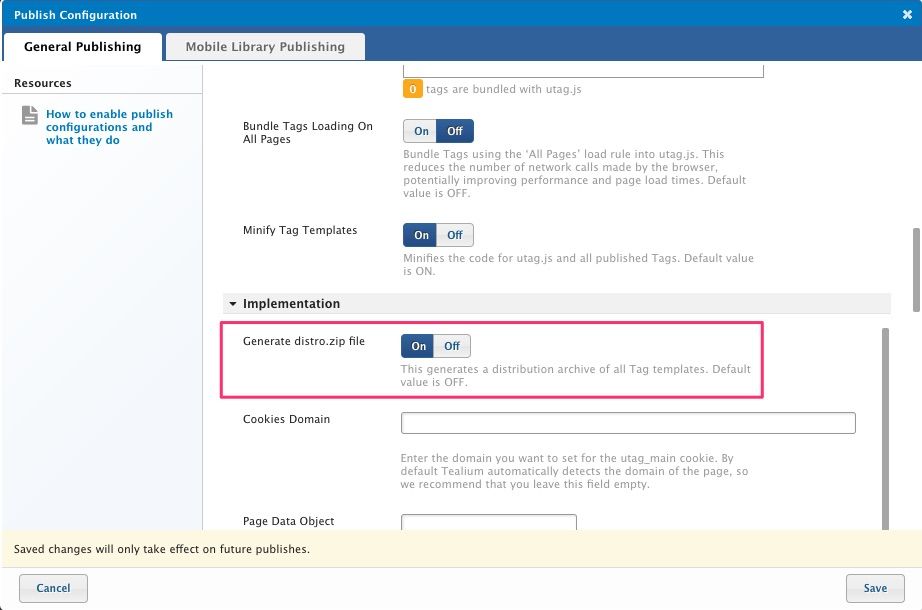 Publish Configuration
General Publishing
Mobile Library Publishing
Resources
How to enable publish
configurations and
what they do
0 tags are bundled with utag.js
Bundle Tags Loading On
All Pages
On Off
Bundle Tags using the ‘All Pages’ load rule into utag.js. This
reduces the number of network calls made by the browser,
potentially improving performance and page load times. Default
value is OFF.
Minify Tag Templates
On Off
Minifies the code for utag.js and all published Tags. Default value
is ON.
Implementation
Generate distro.zip file
On Off
This generates a distribution archive of all Tag templates. Default
value is OFF.
Cookies Domain
Enter the domain you want to set for the utag_main cookie. By
default Tealium automatically detects the domain of the page, so
we recommend that you leave this field empty.
Page Data Object
Saved changes will only take effect on future publishes.
Cancel
Save